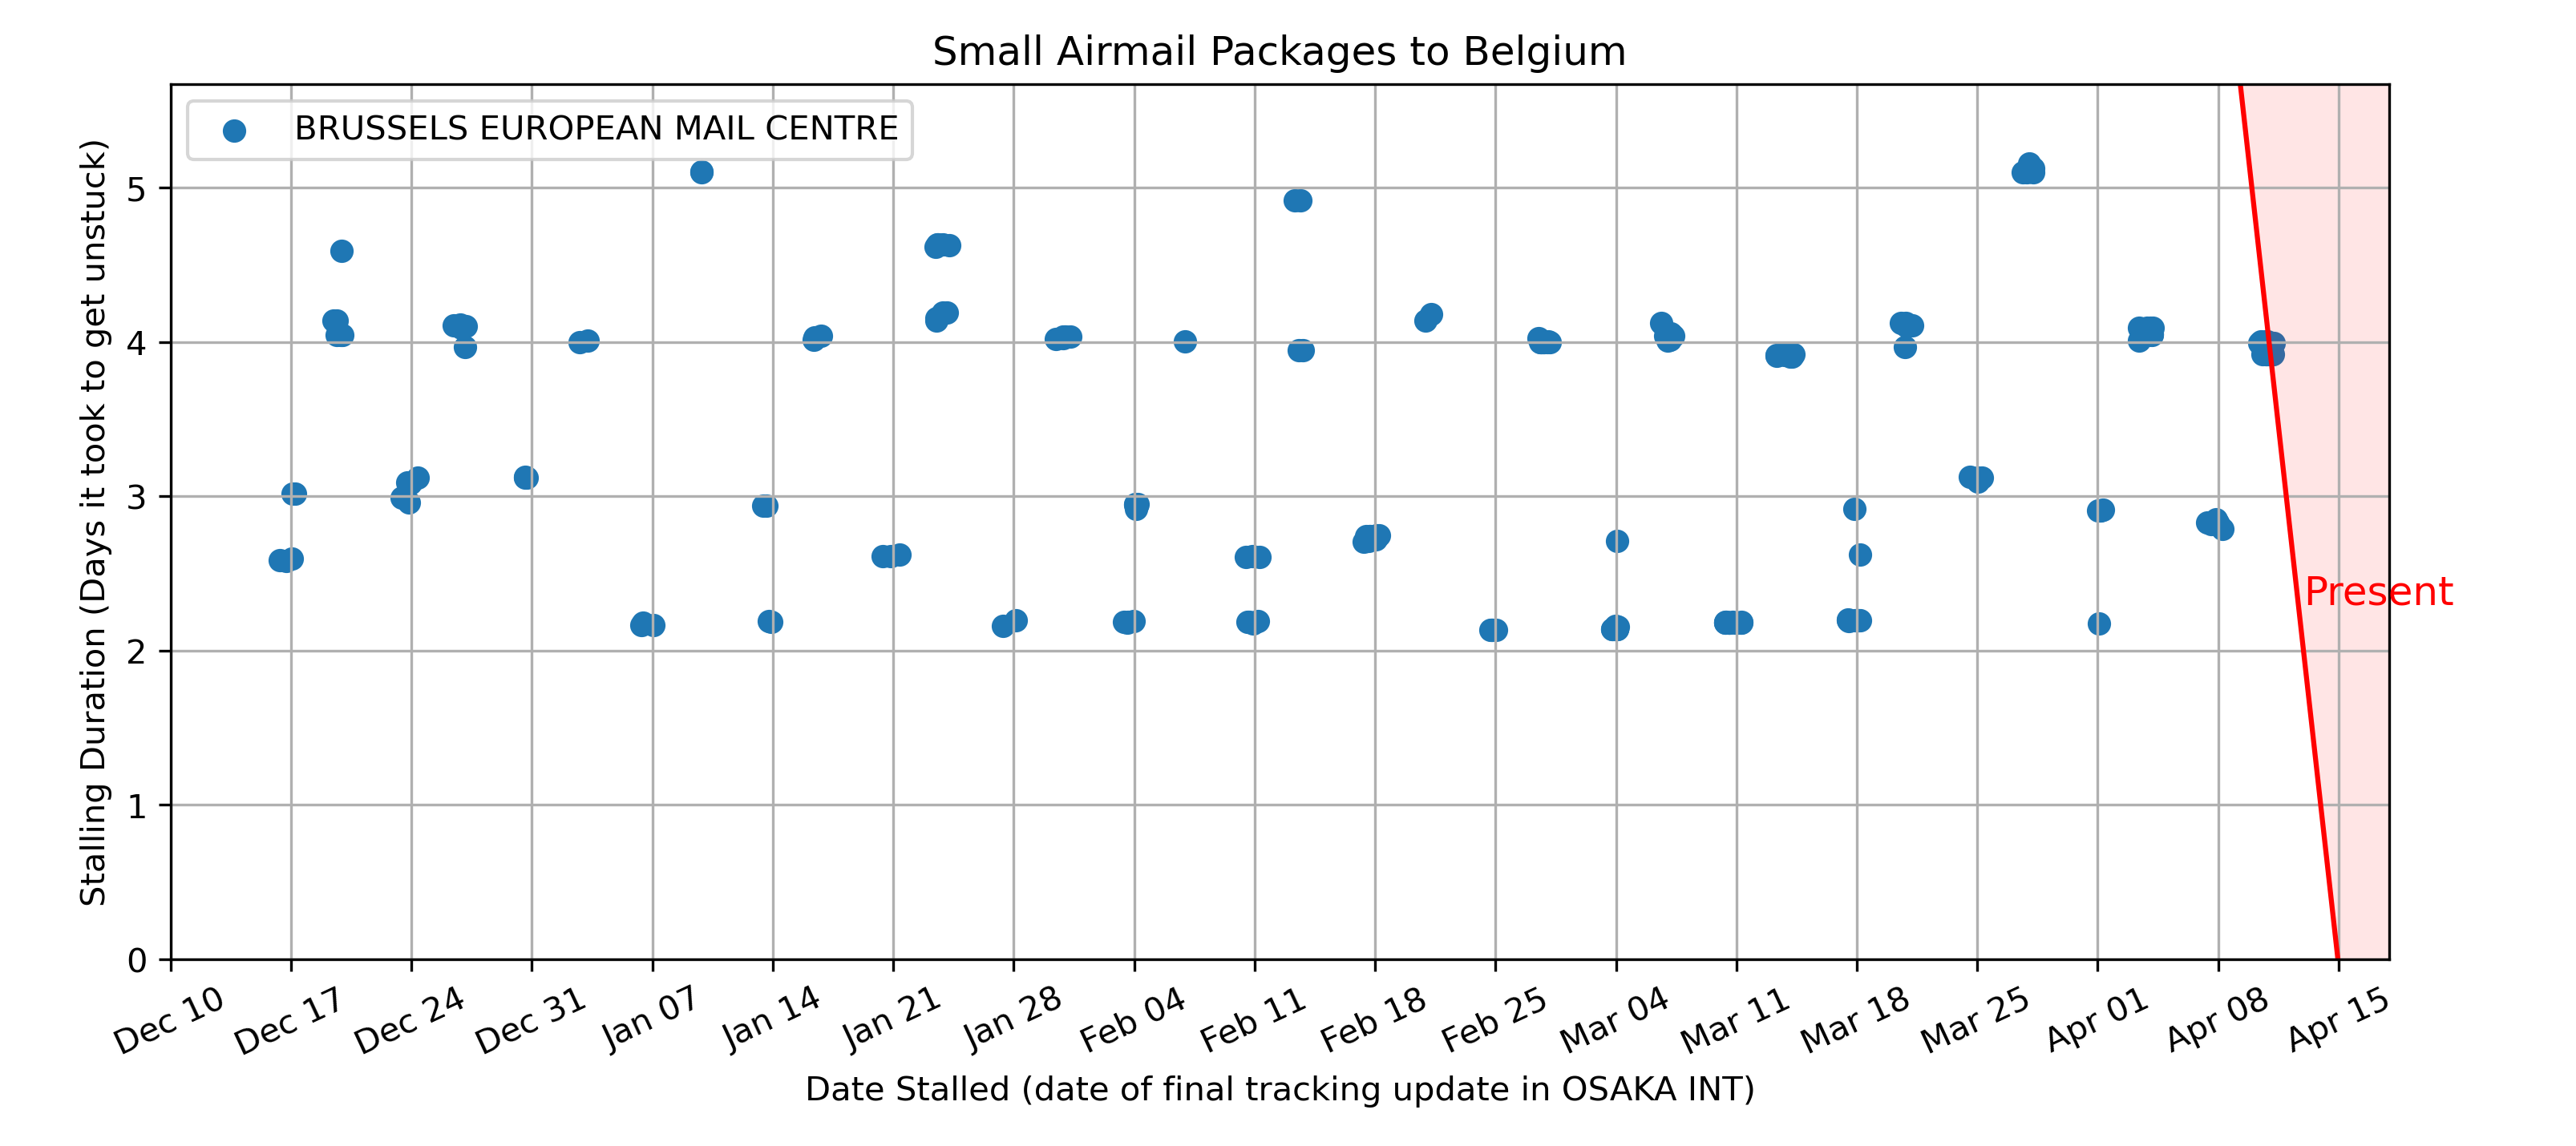 Small Airmail Packages to Belgium
BRUSSELS EUROPEAN MAIL CENTRE
Stalling Duration (Days it took to get unstuck)
5
4
3
2
1
0
Present
Dec 10
Dec 17
Dec 24
Dec 31
Jan 07
Jan 14
Jan 21
Jan 28
Feb 04
Feb 11
Feb 18
Feb 25
Mar 04
Mar 11
Mar 18
Mar 25
Apr 01
Apr 08
Apr 15
Date Stalled (date of final tracking update in OSAKA INT)